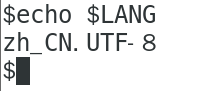 $echo $LANG
zh_CN.UTF-8
$